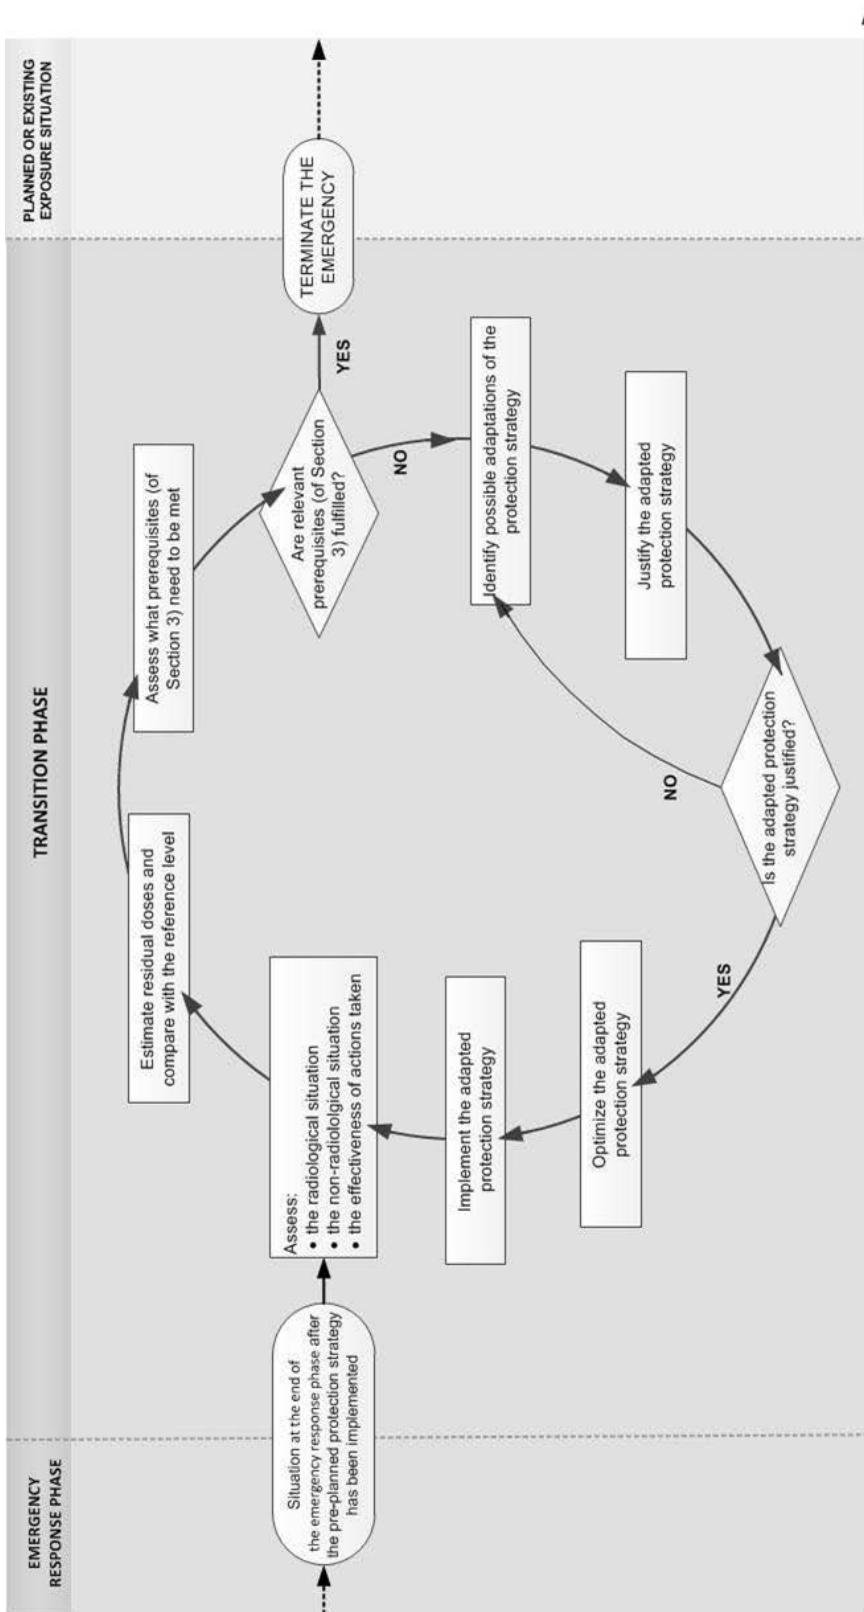 EMERGENCY
RESPONSE PHASE
TRANSITION PHASE
PLANNED OR EXISTING
EXPOSURE SITUATION
Situation at the end of
the emergency response phase after
the pre-planned protection strategy
has been implemented
Assess:
• the radiological situation
• the non-radiololgical situation
• the effectiveness of actions taken
Estimate residual doses and
compare with the reference level
Assess what prerequisites (of
Section 3) need to be met
Are relevant
prerequisites (of Section
3) fulfilled?
YES
TERMINATE THE
EMERGENCY
NO
Identify possible adaptations of the
protection strategy
Justify the adapted
protection strategy
Is the adapted protection
strategy justified?
NO
YES
Optimize the adapted
protection strategy
Implement the adapted
protection strategy